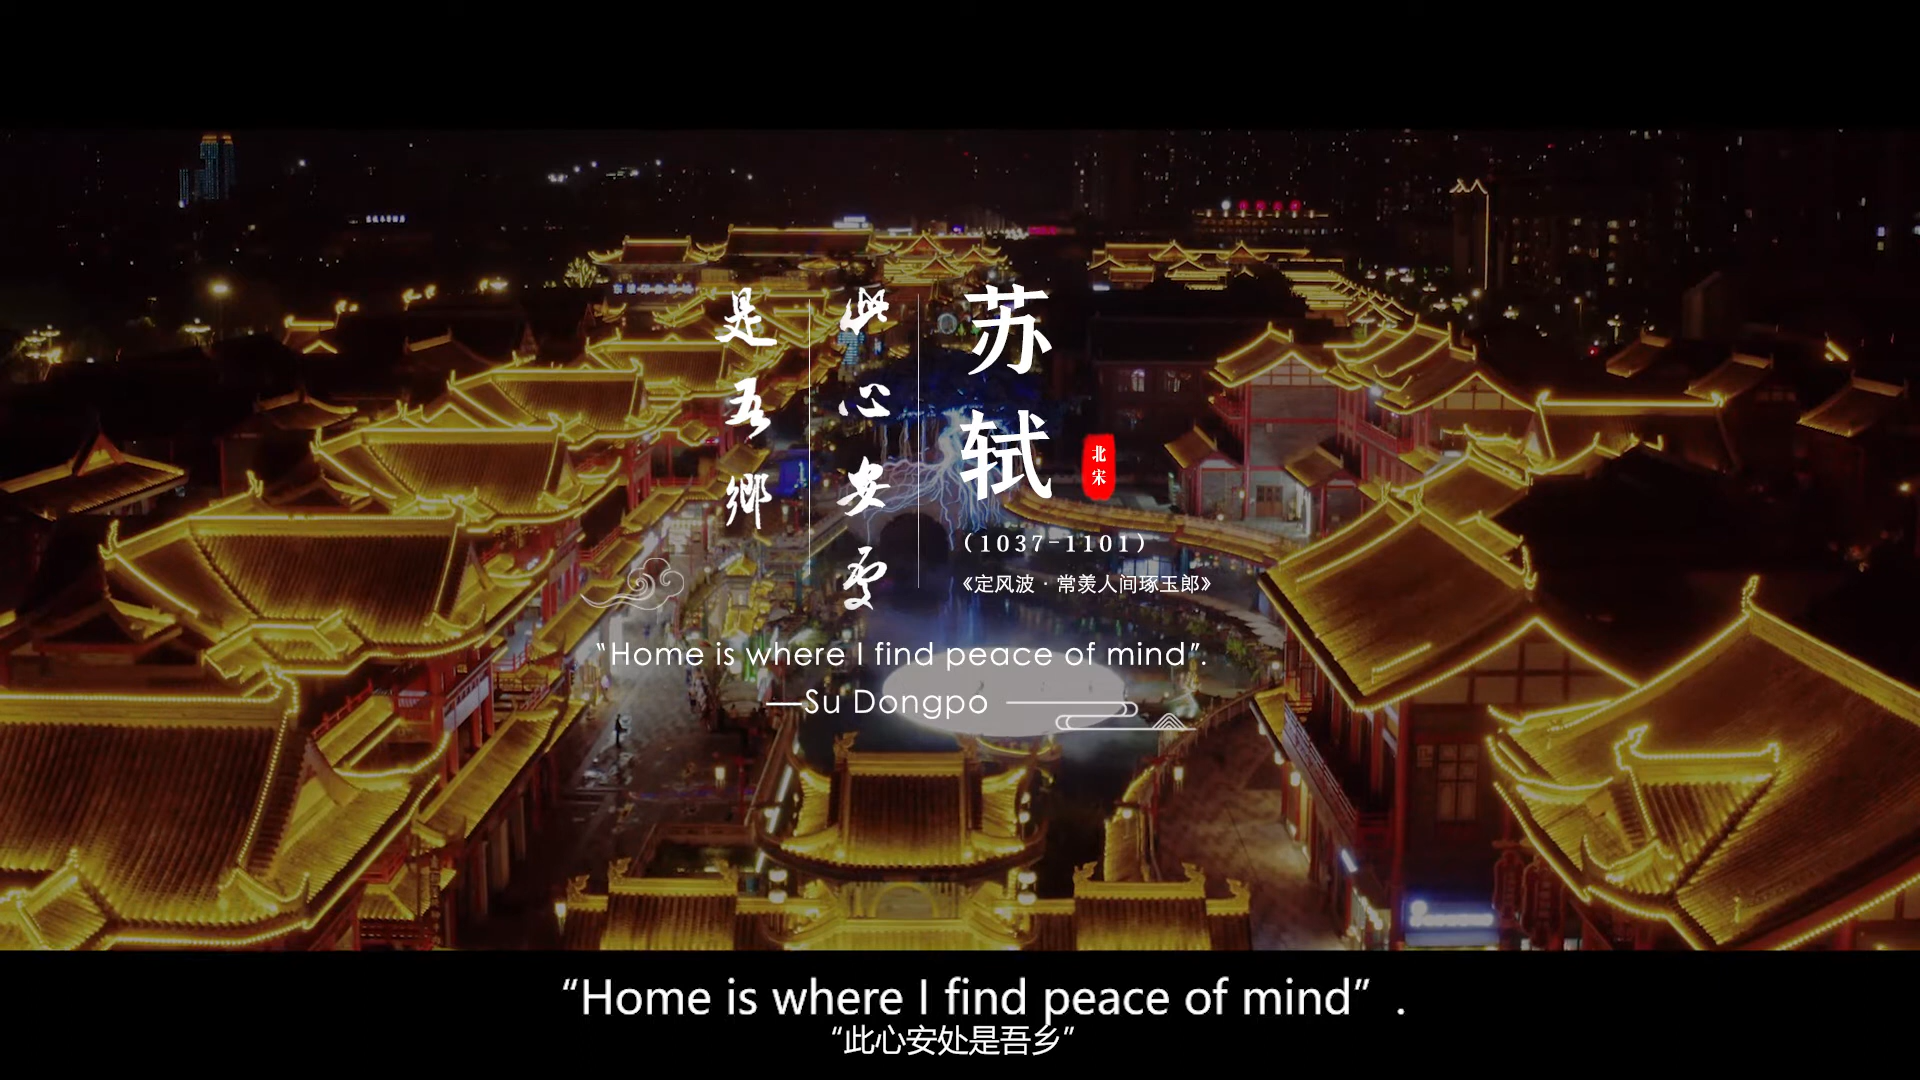 苏轼
北宋
（1037-1101）
《定风波·常羡人间琢玉郎》
此心安處
是吾鄉
“Home is where I find peace of mind”.
—Su Dongpo
“Home is where I find peace of mind” .
“此心安处是吾乡”